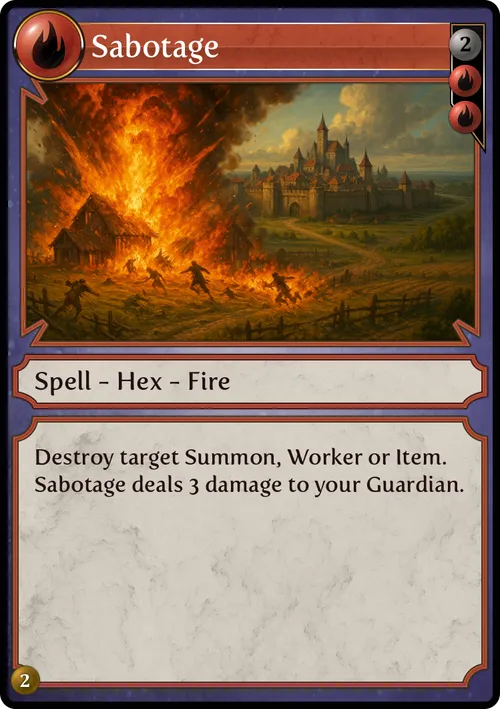 Sabotage
2
Spell - Hex - Fire
Destroy target Summon, Worker or Item.
Sabotage deals 3 damage to your Guardian.
2